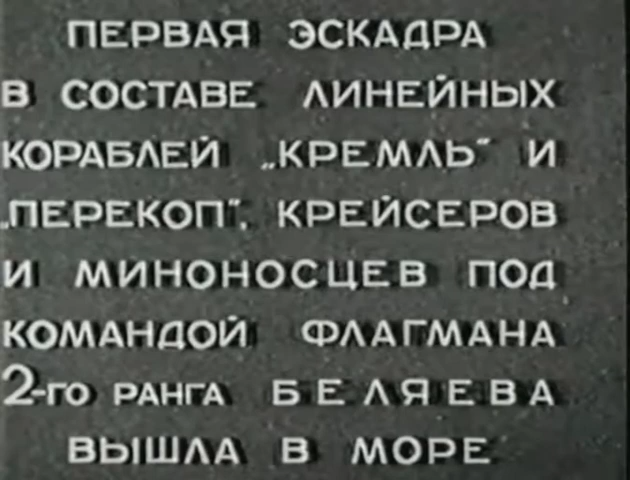 ПЕРВАЯ ЭСКАДРА
В СОСТАВЕ ЛИНЕЙНЫХ
КОРАБЛЕЙ „КРЕМЛЬ" И
„ПЕРЕКОП", КРЕЙСЕРОВ
И МИНОНОСЦЕВ ПОД
КОМАНДОЙ ФЛАГМАНА
2-ГО РАНГА БЕЛЯЕВА
ВЫШЛА В МОРЕ